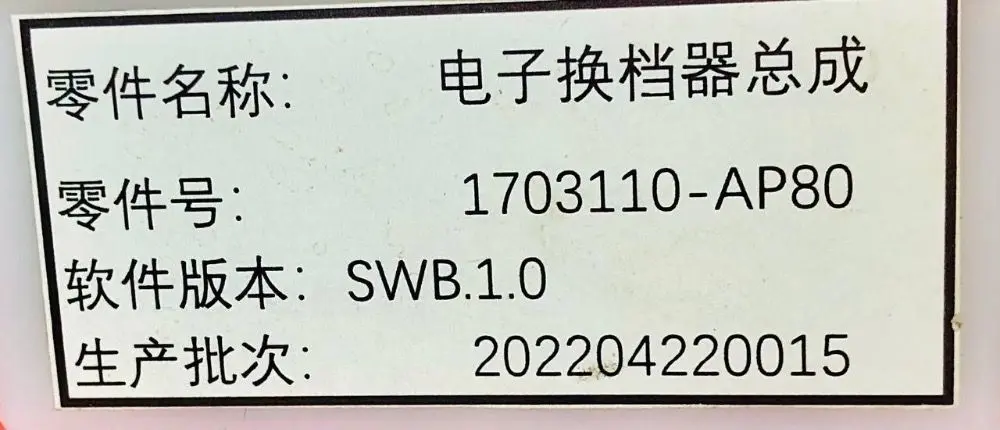 零件名称: 电子换档器总成
零件号: 1703110-AP80
软件版本: SWB.1.0
生产批次: 202204220015